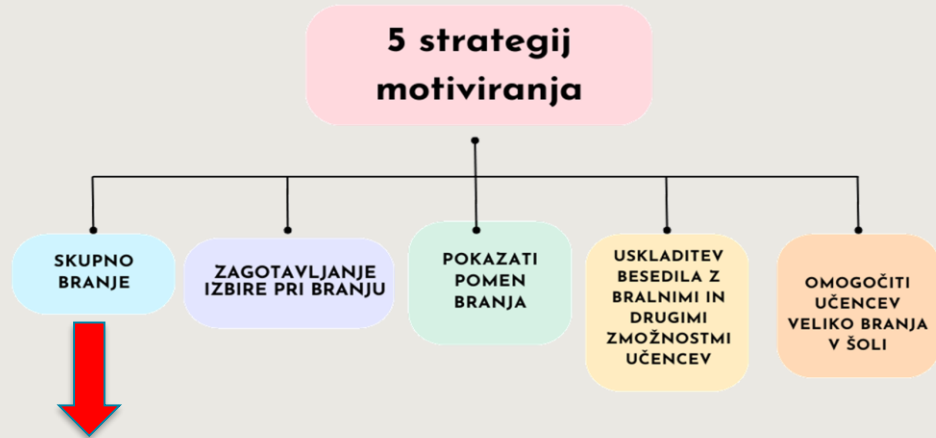 5 strategij
motiviranja
SKUPNO
BRANJE
ZAGOTAVLJANJE
IZBIRE PRI BRANJU
POKAZATI
POMEN
BRANJA
USKLADITEV
BESEDILA Z
BRALNIMI IN
DRUGIMI
ZMOŽNOSTMI
UČENCEV
OMOGOČITI
UČENCEV
VELIKO BRANJA
V ŠOLI